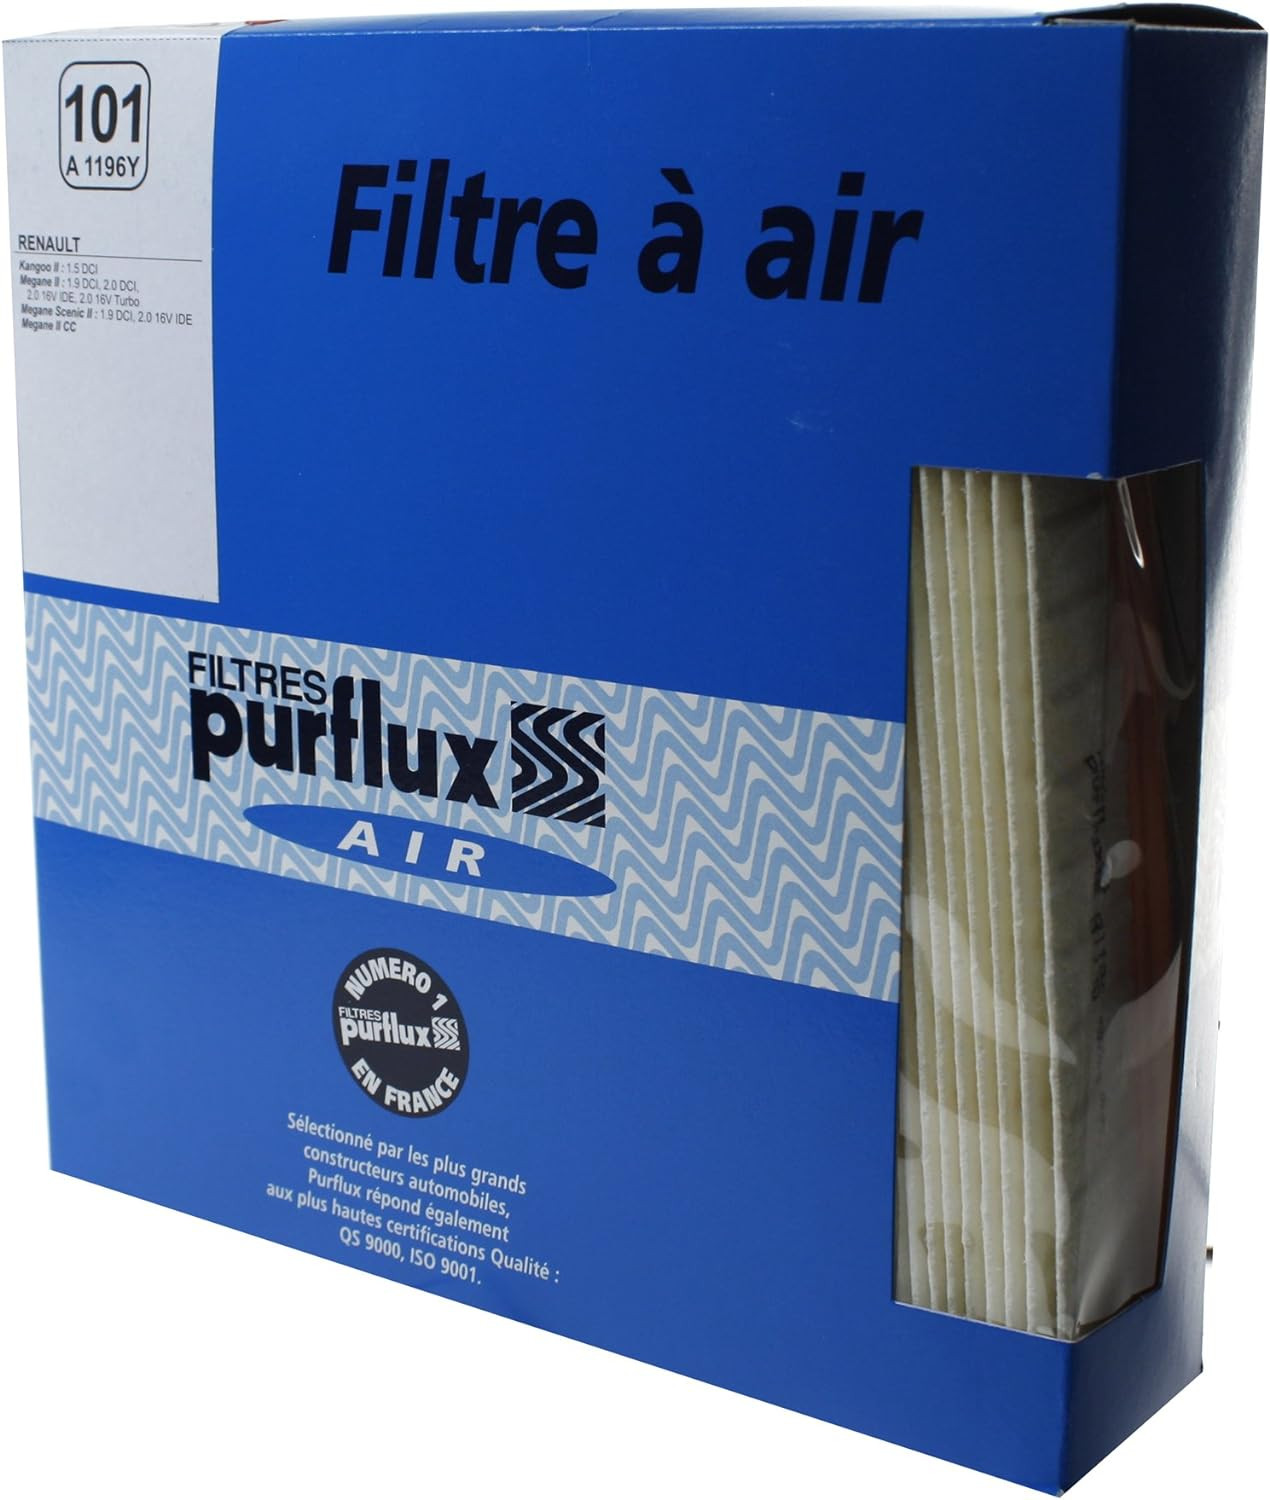 101
A 1196Y
RENAULT
Kangoo II : 1.5 DCI
Megane II : 1.9 DCI, 2.0 DCI,
2.0 16V IDE, 2.0 16V Turbo
Megane Scenic II : 1.9 DCI, 2.0 16V IDE
Megane II CC
Filtre à air
FILTRES
purflux
AIR
NUMERO 1
FILTRES
purflux
EN FRANCE
Sélectionné par les plus grands
constructeurs automobiles,
Purflux répond également
aux plus hautes certifications Qualité :
QS 9000, ISO 9001.